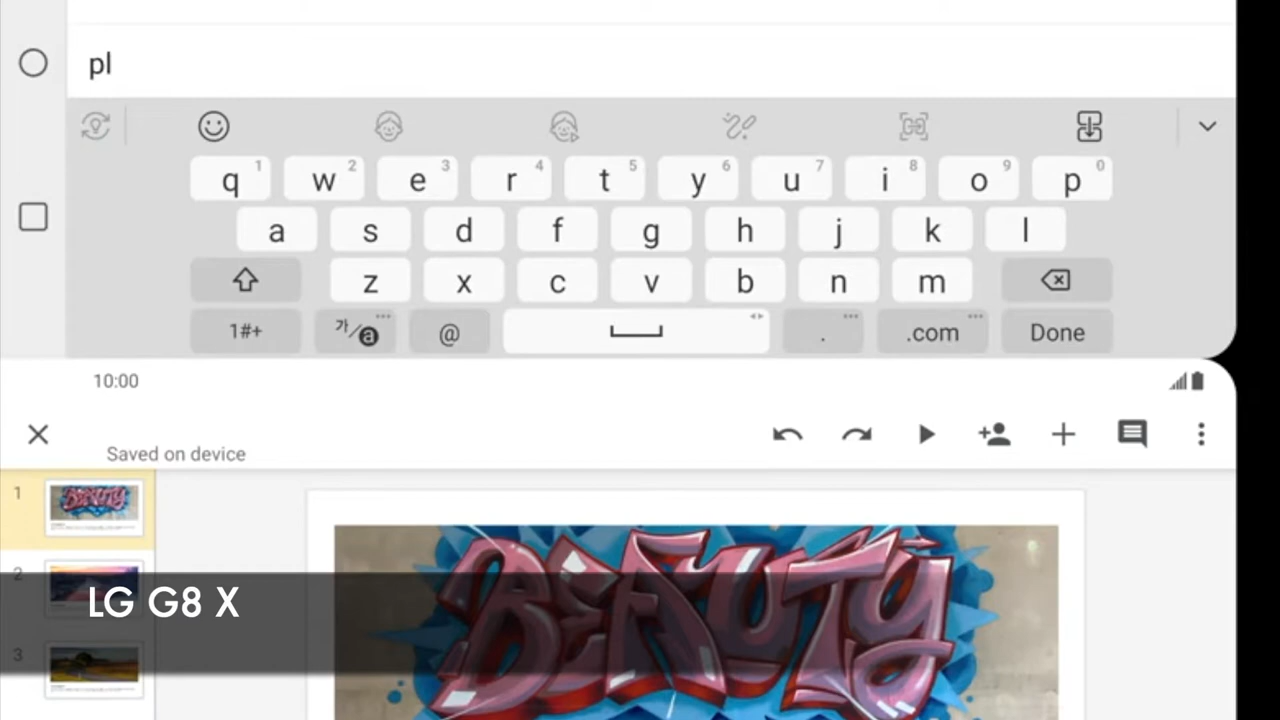 pl
q 1 w 2 e 3 r 4 t 5 y 6 u 7 i 8 o 9 p 0
a s d f g h j k l
z x c v b n m
1#+ 가/a @ . .com Done
10:00
Saved on device
1
BEAUTY
2
LG G8 X
3
BEAUTY